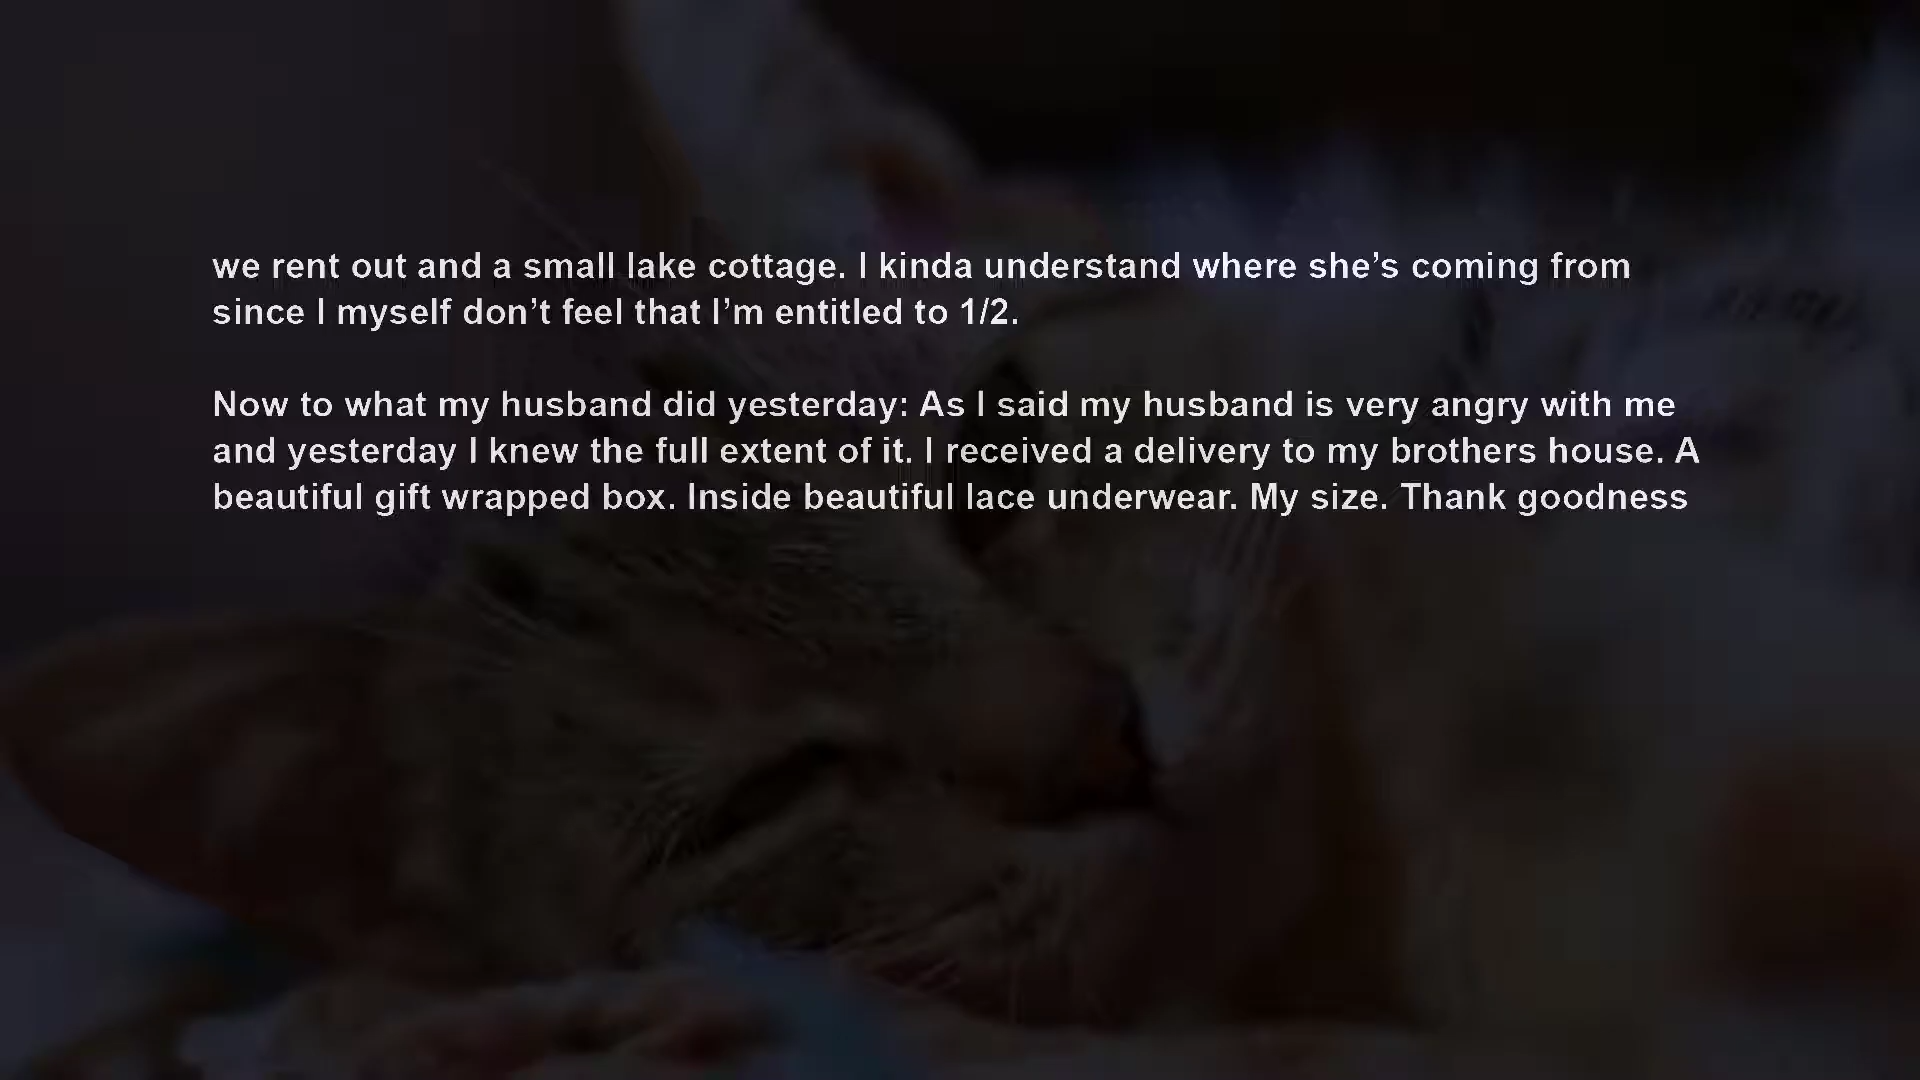 we rent out and a small lake cottage. I kinda understand where she’s coming from
since I myself don’t feel that I’m entitled to 1/2.
Now to what my husband did yesterday: As I said my husband is very angry with me
and yesterday I knew the full extent of it. I received a delivery to my brothers house. A
beautiful gift wrapped box. Inside beautiful lace underwear. My size. Thank goodness